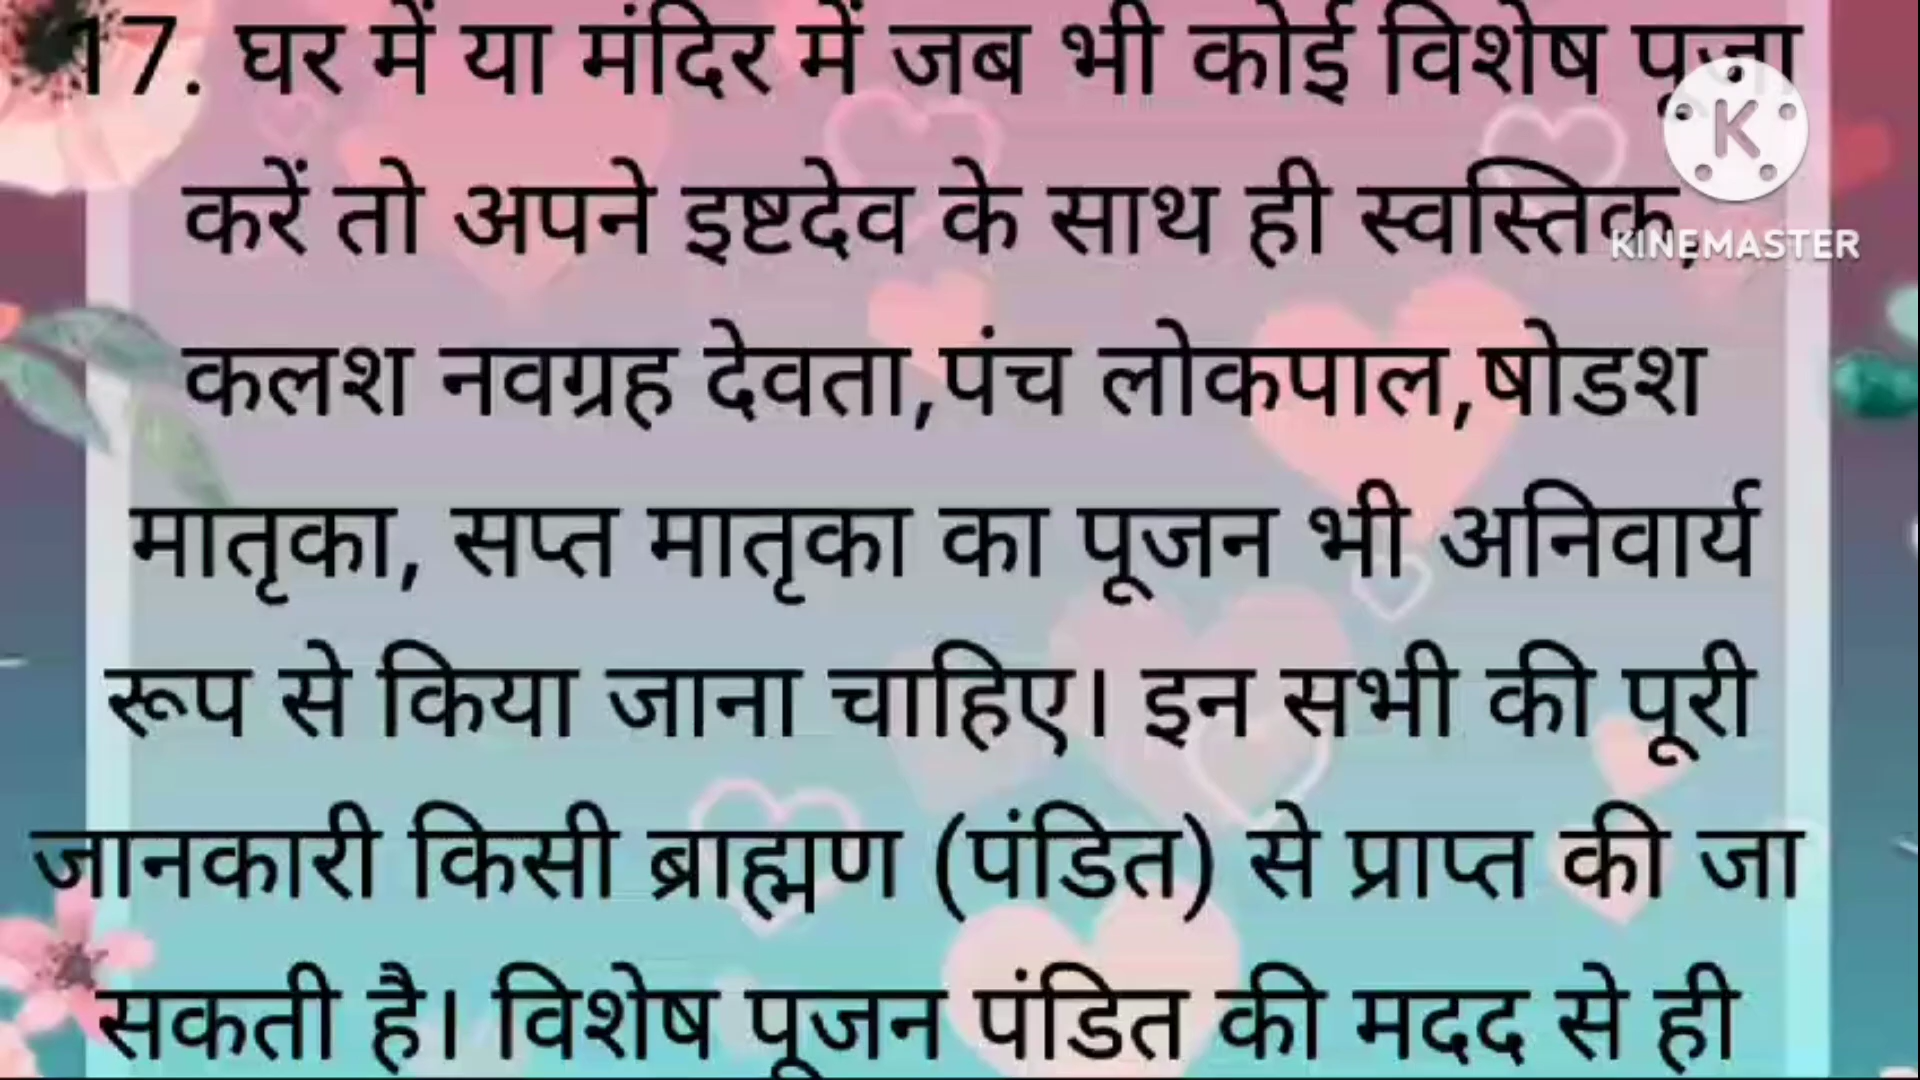 17. घर में या मंदिर में जब भी कोई विशेष पूजा
करें तो अपने इष्टदेव के साथ ही स्वस्तिक,
कलश नवग्रह देवता,पंच लोकपाल,षोडश
मातृका, सप्त मातृका का पूजन भी अनिवार्य
रूप से किया जाना चाहिए। इन सभी की पूरी
जानकारी किसी ब्राह्मण (पंडित) से प्राप्त की जा
सकती है। विशेष पूजन पंडित की मदद से ही
K
KINEMASTER